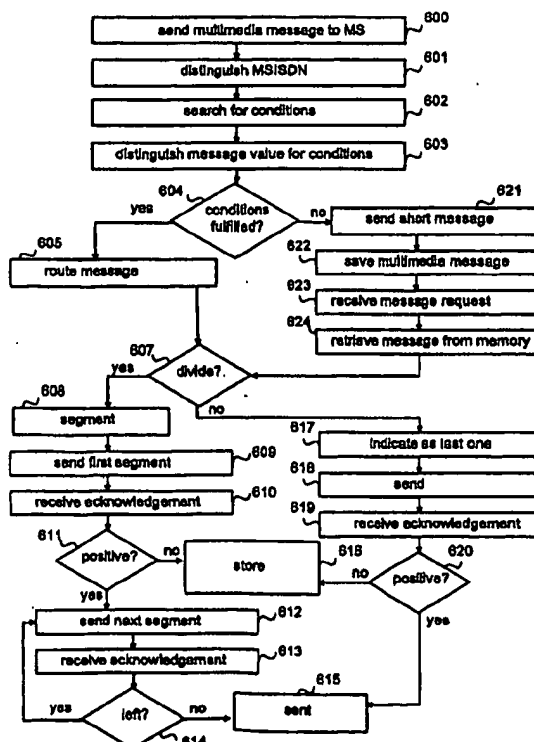 send multimedia message to MS 600
distinguish MSISDN 601
search for conditions 602
distinguish message value for conditions 603
604 conditions fulfilled?
yes
no
605
route message
621
send short message
622
save multimedia message
623
receive message request
624
retrieve message from memory
607 divide?
yes
no
608
segment
send first segment 609
receive acknowledgement 610
617
indicate as last one
618
send
619
receive acknowledgement
611 positive?
no
yes
store
620
positive?
no
yes
send next segment 612
receive acknowledgement 613
left?
yes
no
614
615
sent